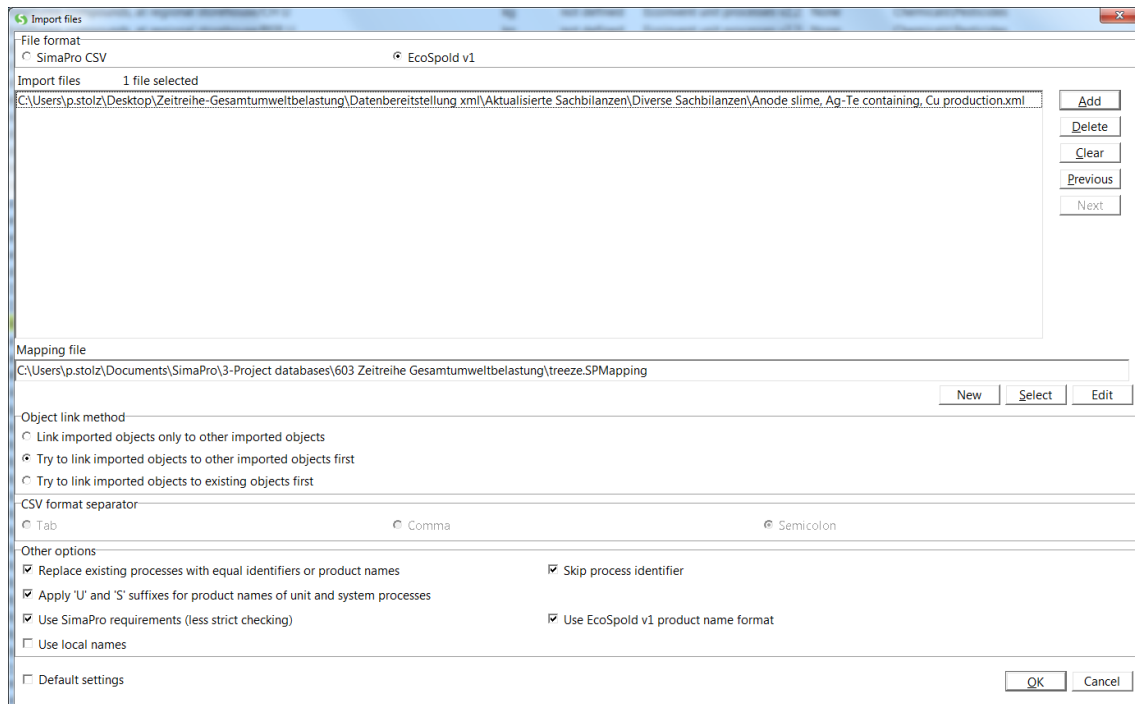 Import files
File format
SimaPro CSV EcoSpold v1
Import files 1 file selected
C:\Users\p.stolz\Desktop\Zeitreihe-Gesamtumweltbelastung\Datenbereitstellung xml\Aktualisierte Sachbilanzen\Diverse Sachbilanzen\Anode slime, Ag-Te containing, Cu production.xml
Add
Delete
Clear
Previous
Next
Mapping file
C:\Users\p.stolz\Documents\SimaPro\3-Project databases\603 Zeitreihe Gesamtumweltbelastung\treeze.SPMapping
New Select Edit
Object link method
Link imported objects only to other imported objects
Try to link imported objects to other imported objects first
Try to link imported objects to existing objects first
CSV format separator
Tab Comma Semicolon
Other options
Replace existing processes with equal identifiers or product names Skip process identifier
Apply 'U' and 'S' suffixes for product names of unit and system processes
Use SimaPro requirements (less strict checking) Use EcoSpold v1 product name format
Use local names
Default settings OK Cancel